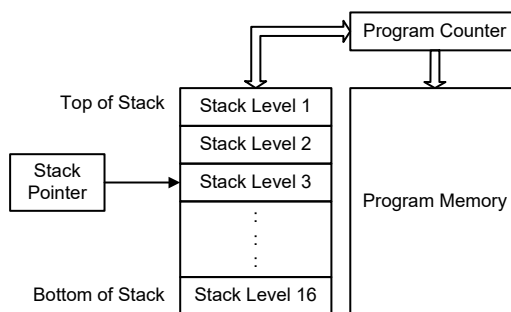 Program Counter
Top of Stack
Stack Level 1
Stack Level 2
Stack
Pointer
Stack Level 3
Program Memory
:
:
:
Bottom of Stack
Stack Level 16